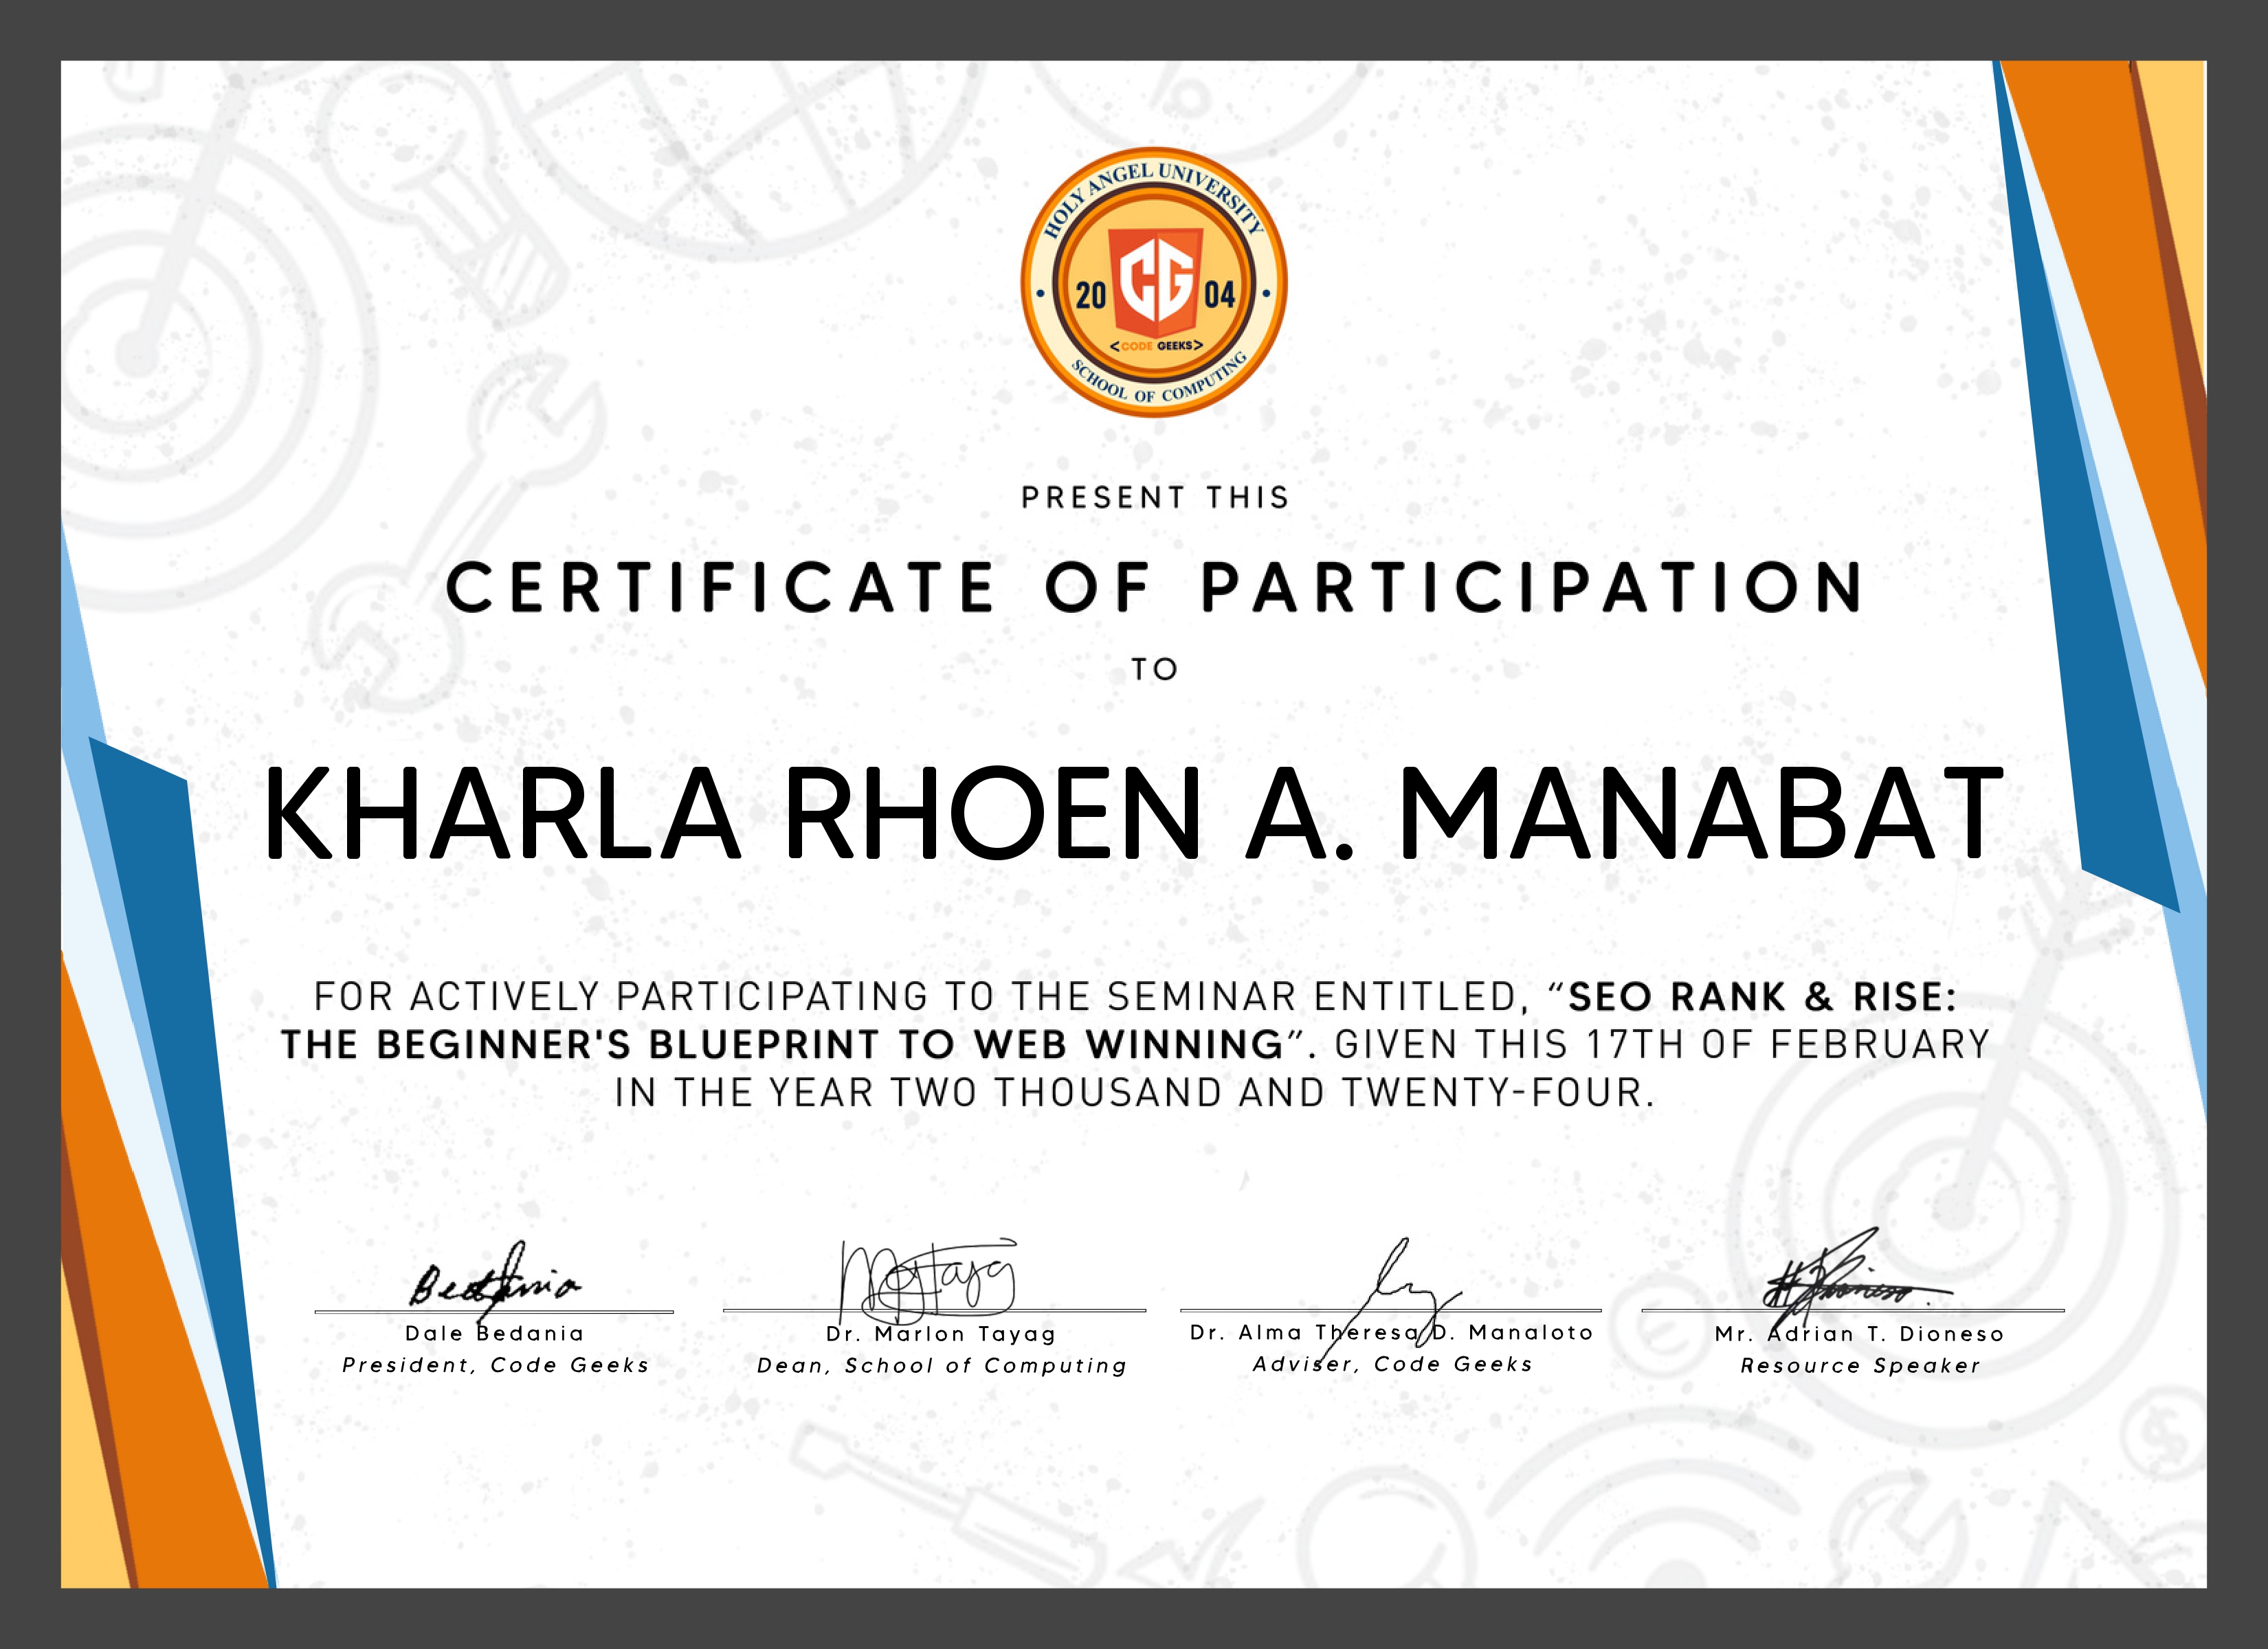 HOLY ANGEL UNIVERSITY
20 CG 04
<CODE GEEKS>
SCHOOL OF COMPUTING
PRESENT THIS
CERTIFICATE OF PARTICIPATION
TO
KHARLA RHOEN A. MANABAT
FOR ACTIVELY PARTICIPATING TO THE SEMINAR ENTITLED, “SEO RANK & RISE:
THE BEGINNER'S BLUEPRINT TO WEB WINNING”. GIVEN THIS 17TH OF FEBRUARY
IN THE YEAR TWO THOUSAND AND TWENTY-FOUR.
Bedania
Dale Bedania
President, Code Geeks
Dr. Marlon Tayag
Dean, School of Computing
Dr. Alma Theresa D. Manaloto
Adviser, Code Geeks
Mr. Adrian T. Dioneso
Resource Speaker